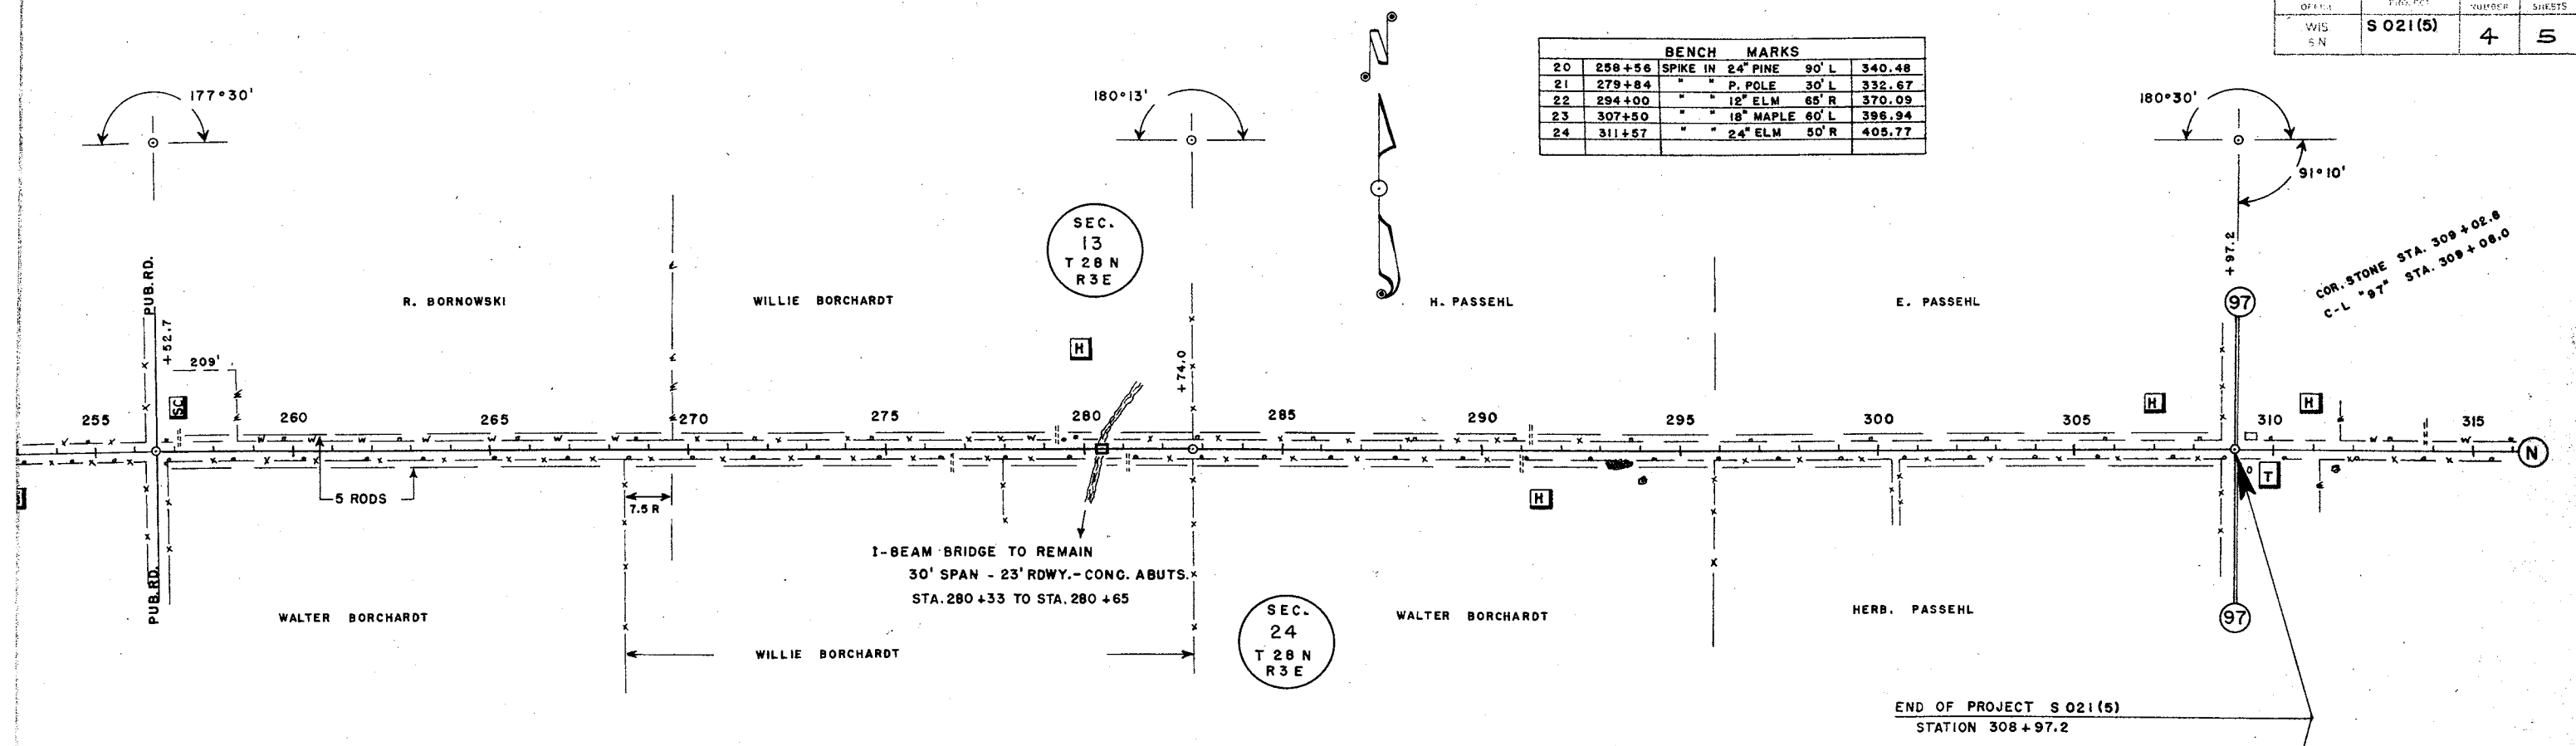 OFFICE PROJECT NUMBER SHEETS
WIS. S 021(5) 4 5
BENCH MARKS
20 258+56 SPIKE IN 24" PINE 90' L 340.48
21 279+84 " " P. POLE 30' L 332.67
22 294+00 " " 12" ELM 65' R 370.09
23 307+50 " " 18" MAPLE 60' L 396.94
24 311+57 " " 24" ELM 50' R 405.77
N
S
177°30'
180°13'
180°30'
91°10'
SEC.
13
T 28 N
R 3 E
COR. STONE STA. 309 + 02.6
C-L "97" STA. 309 + 06.0
PUB. RD.
+52.7
209'
R. BORNOWSKI
WILLIE BORCHARDT
H
+74.0
H. PASSEHL
E. PASSEHL
+97.2
97
SC
H
H
255 260 265 270 275 280 285 290 295 300 305 310 315
N
5 RODS
7.5 R
H
T
I-BEAM BRIDGE TO REMAIN
30' SPAN - 23' RDWY.- CONC. ABUTS.
STA. 280+33 TO STA. 280+65
PUB. RD.
WALTER BORCHARDT
WILLIE BORCHARDT
SEC.
24
T 28 N
R 3 E
WALTER BORCHARDT
HERB. PASSEHL
97
END OF PROJECT S 021(5)
STATION 308+97.2